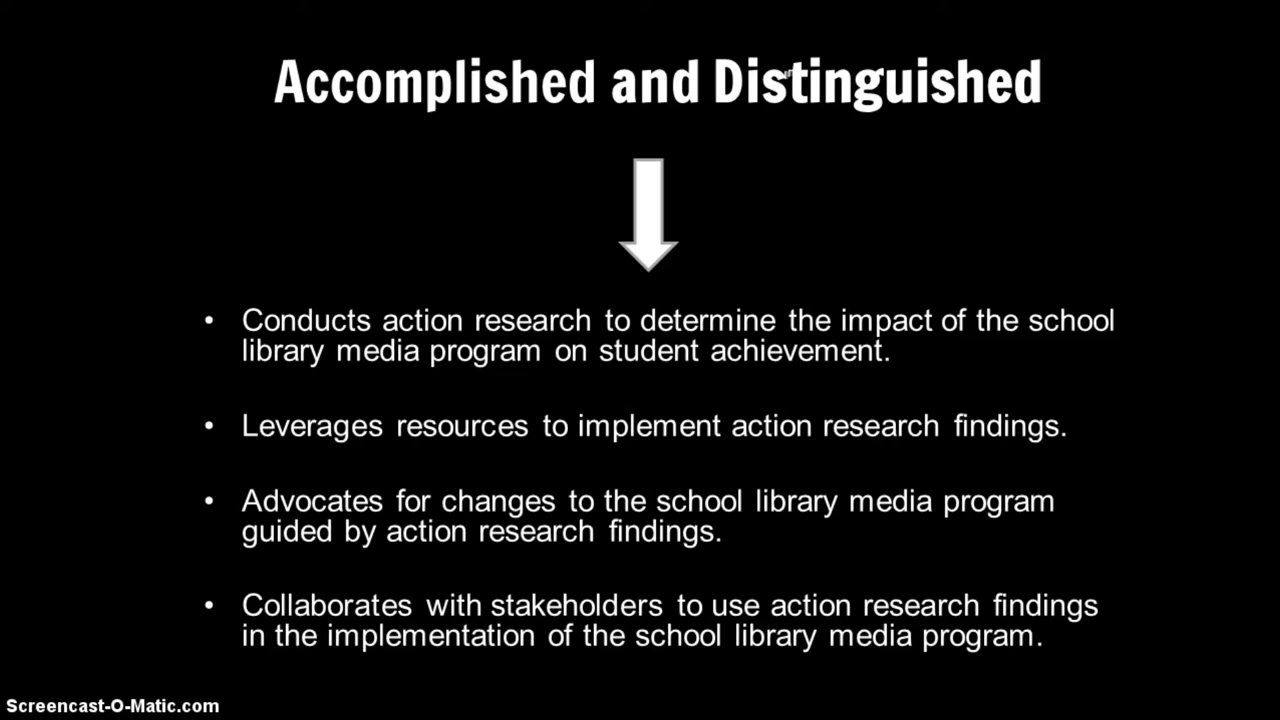 Accomplished and Distinguished
• Conducts action research to determine the impact of the school
library media program on student achievement.
• Leverages resources to implement action research findings.
• Advocates for changes to the school library media program
guided by action research findings.
• Collaborates with stakeholders to use action research findings
in the implementation of the school library media program.
Screencast-O-Matic.com